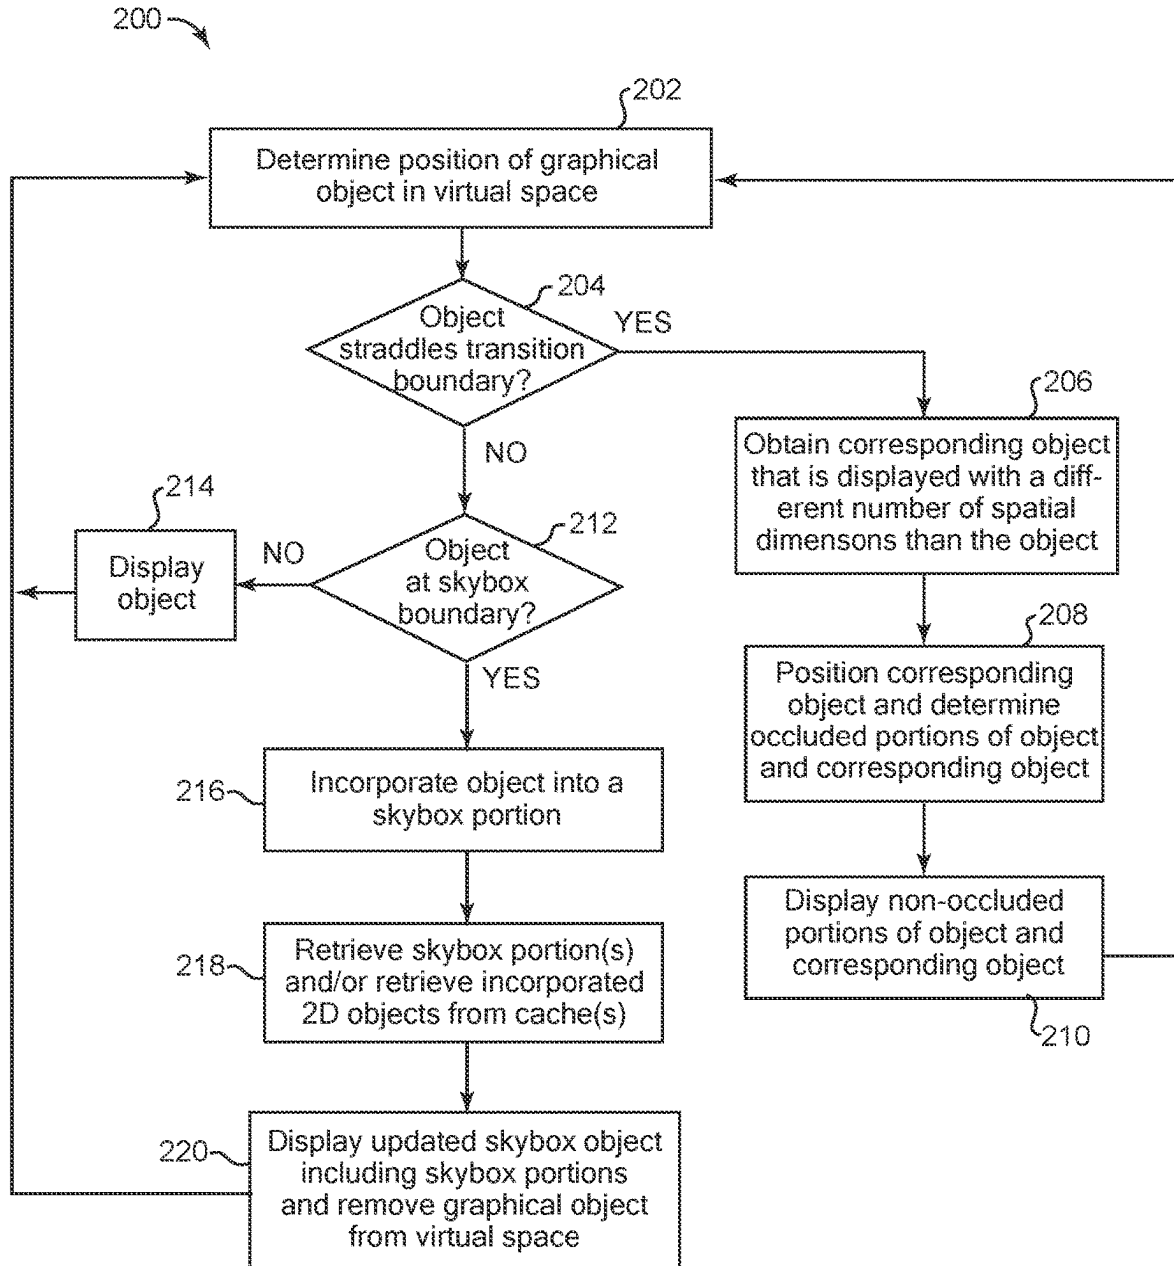 200
202
Determine position of graphical
object in virtual space
204
Object
straddles transition
boundary?
YES
NO
206
Obtain corresponding object
that is displayed with a diff-
erent number of spatial
dimensons than the object
208
Position corresponding
object and determine
occluded portions of object
and corresponding object
Display non-occluded
portions of object and
corresponding object
210
212
Object
at skybox
boundary?
NO
214
Display
object
YES
216
Incorporate object into a
skybox portion
218
Retrieve skybox portion(s)
and/or retrieve incorporated
2D objects from cache(s)
220
Display updated skybox object
including skybox portions
and remove graphical object
from virtual space